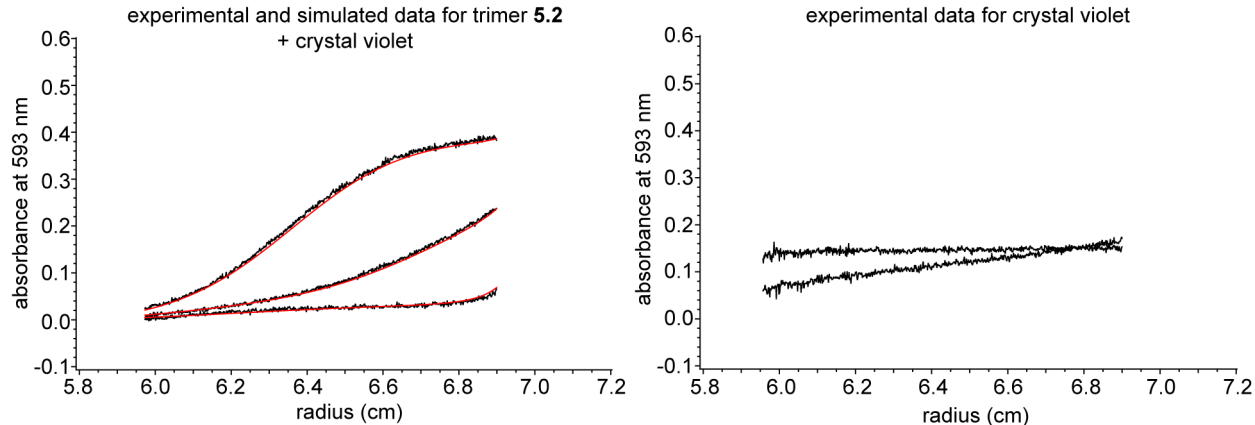 experimental and simulated data for trimer 5.2
+ crystal violet
absorbance at 593 nm
0.6
0.5
0.4
0.3
0.2
0.1
0.0
-0.1
5.8 6.0 6.2 6.4 6.6 6.8 7.0 7.2
radius (cm)
experimental data for crystal violet
absorbance at 593 nm
0.6
0.5
0.4
0.3
0.2
0.1
0.0
-0.1
5.8 6.0 6.2 6.4 6.6 6.8 7.0 7.2
radius (cm)